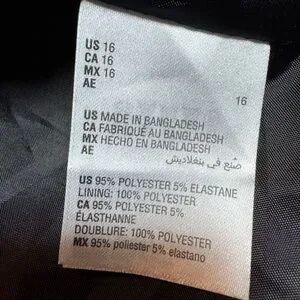 US 16
CA 16
MX 16
AE 16
US MADE IN BANGLADESH
CA FABRIQUÉ AU BANGLADESH
MX HECHO EN BANGLADESH
AE صنع في بنغلاديش
US 95% POLYESTER 5% ELASTANE
LINING: 100% POLYESTER
CA 95% POLYESTER 5%
ÉLASTHANNE
DOUBLURE: 100% POLYESTER
MX 95% poliester 5% elastano